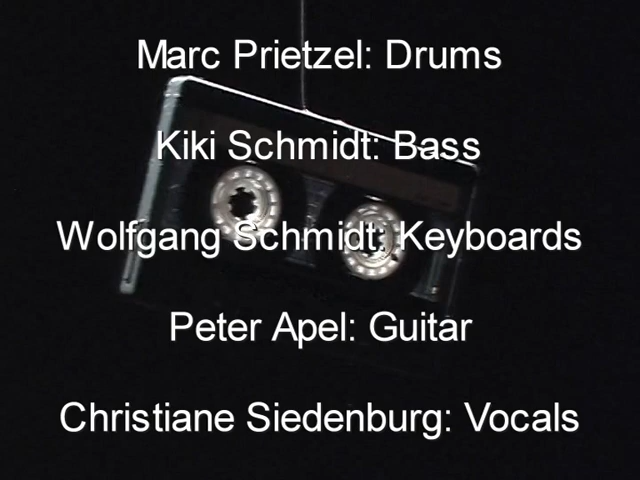 Marc Prietzel: Drums
Kiki Schmidt: Bass
Wolfgang Schmidt: Keyboards
Peter Apel: Guitar
Christiane Siedenburg: Vocals